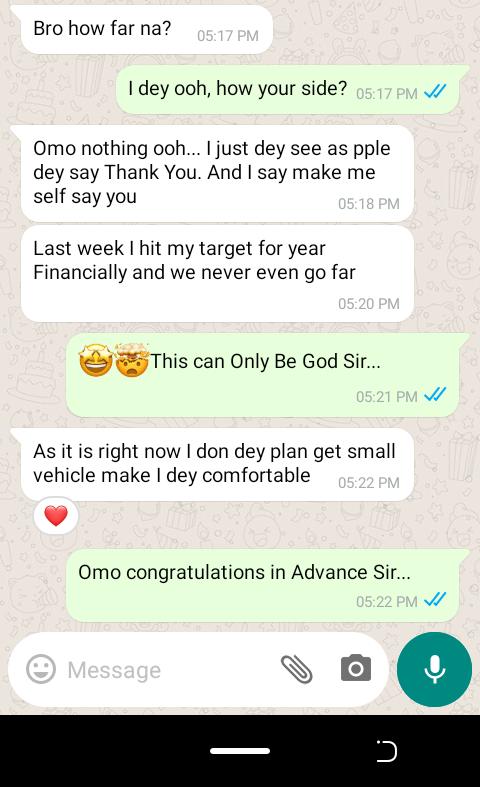 Bro how far na?
05:17 PM
I dey ooh, how your side?
05:17 PM
Omo nothing ooh... I just dey see as pple
dey say Thank You. And I say make me
self say you
05:18 PM
Last week I hit my target for year
Financially and we never even go far
05:20 PM
🤩🤯This can Only Be God Sir...
05:21 PM
As it is right now I don dey plan get small
vehicle make I dey comfortable
05:22 PM
❤️
Omo congratulations in Advance Sir...
05:22 PM
Message